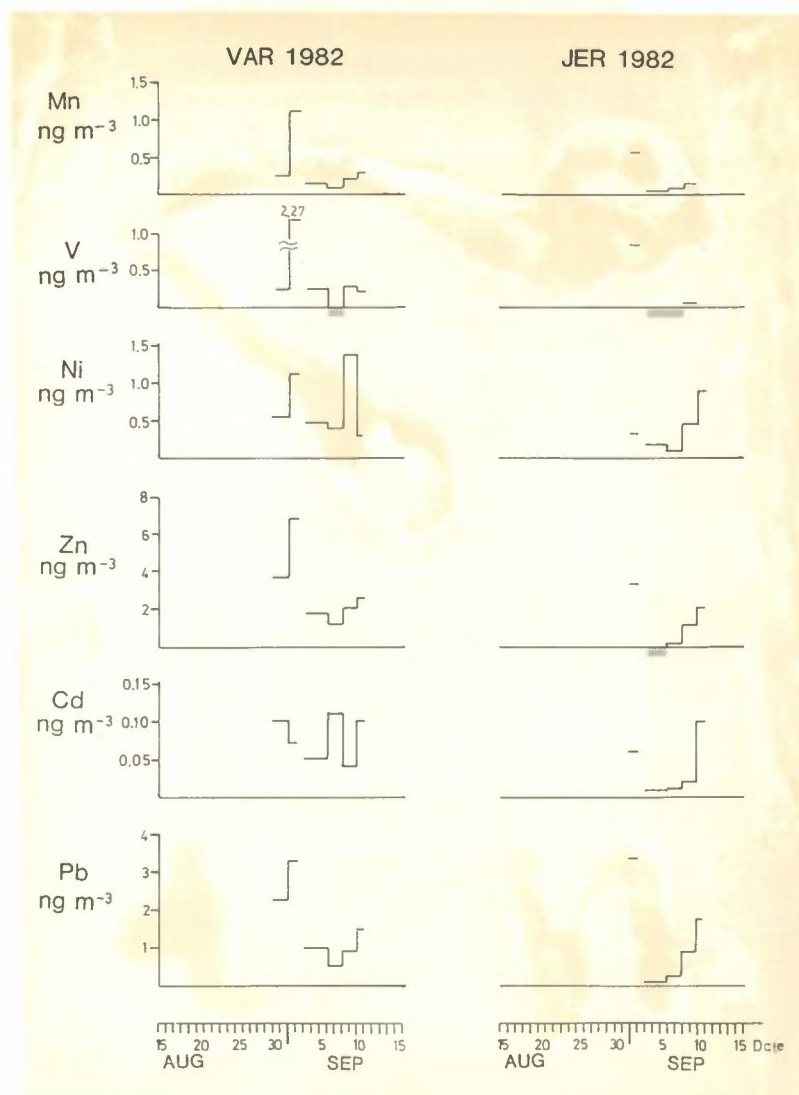 VAR 1982
JER 1982
Mn
ng m⁻³
1.5
1.0
0.5
2,27
V
ng m⁻³
1.0
0.5
Ni
ng m⁻³
1.5
1.0
0.5
Zn
ng m⁻³
8
6
4
2
Cd
ng m⁻³
0,15
0,10
0,05
Pb
ng m⁻³
4
3
2
1
15 20 25 30 5 10 15
15 20 25 30 5 10 15 Date
AUG SEP
AUG SEP